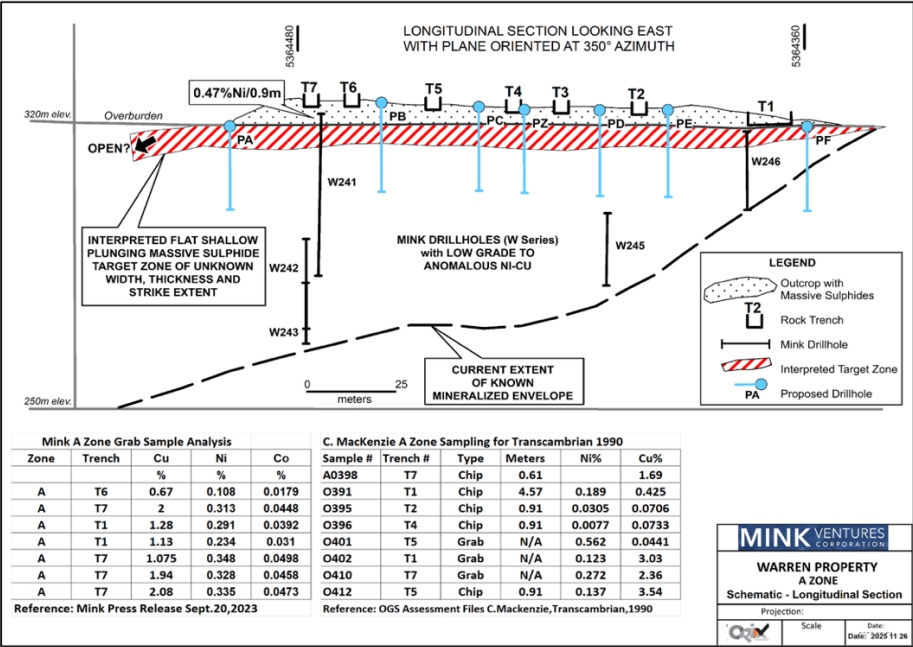 LONGITUDINAL SECTION LOOKING EAST
WITH PLANE ORIENTED AT 350° AZIMUTH
5364480
5364360
0.47%Ni/0.9m
T7
T6
T5
T4
T3
T2
T1
320m elev.
Overburden
PA
PB
PC
PZ
PD
PE
PF
OPEN?
W241
W246
W245
W242
W243
INTERPRETED FLAT SHALLOW
PLUNGING MASSIVE SULPHIDE
TARGET ZONE OF UNKNOWN
WIDTH, THICKNESS AND
STRIKE EXTENT
MINK DRILLHOLES (W Series)
with LOW GRADE TO
ANOMALOUS NI-CU
LEGEND
Outcrop with
Massive Sulphides
T2
Rock Trench
Mink Drillhole
Interpreted Target Zone
PA
Proposed Drillhole
CURRENT EXTENT
OF KNOWN
MINERALIZED ENVELOPE
0 25
meters
250m elev.
Mink A Zone Grab Sample Analysis
Zone Trench Cu Ni Co
% % %
A T6 0.67 0.108 0.0179
A T7 2 0.313 0.0448
A T1 1.28 0.291 0.0392
A T1 1.13 0.234 0.031
A T7 1.075 0.348 0.0498
A T7 1.94 0.328 0.0458
A T7 2.08 0.335 0.0473
Reference: Mink Press Release Sept.20,2023
C. MacKenzie A Zone Sampling for Transcambrian 1990
Sample # Trench # Type Meters Ni% Cu%
A0398 T7 Chip 0.61 1.69
O391 T1 Chip 4.57 0.189 0.425
O395 T2 Chip 0.91 0.0305 0.0706
O396 T4 Chip 0.91 0.0077 0.0733
O401 T5 Grab N/A 0.562 0.0441
O402 T1 Grab N/A 0.123 3.03
O410 T7 Grab N/A 0.272 2.36
O412 T5 Chip 0.91 0.137 3.54
Reference: OGS Assessment Files C.Mackenzie,Transcambrian,1990
MINK VENTURES
CORPORATION
WARREN PROPERTY
A ZONE
Schematic - Longitudinal Section
Projection:
Scale
Date:
Date: 2025 11 26